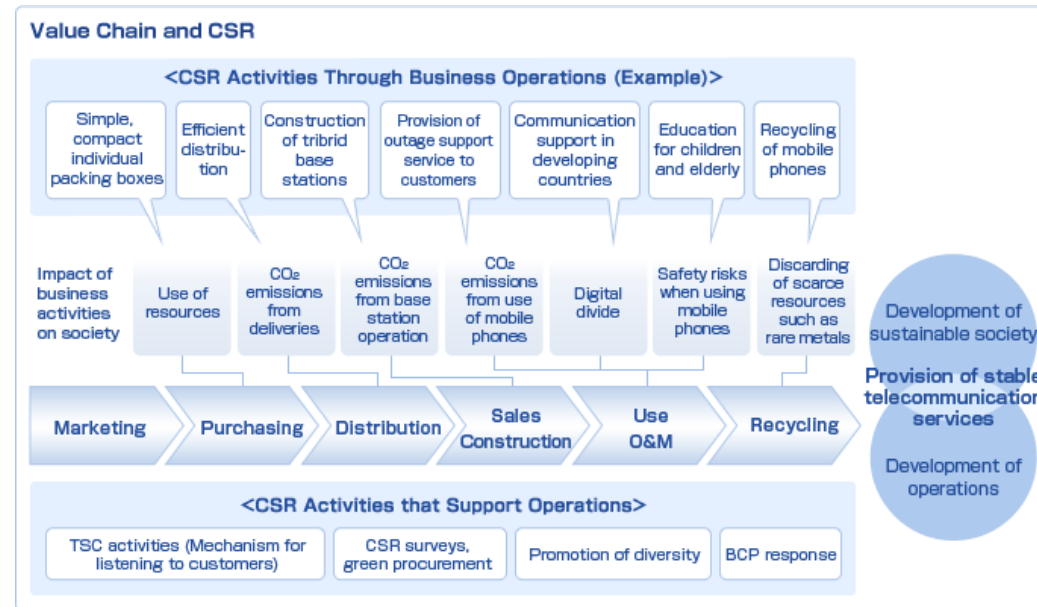 Value Chain and CSR
<CSR Activities Through Business Operations (Example)>
Simple,
compact
individual
packing boxes
Efficient
distribu-
tion
Construction
of tribrid
base
stations
Provision of
outage support
service to
customers
Communication
support in
developing
countries
Education
for children
and elderly
Recycling
of mobile
phones
Impact of
business
activities
on society
Use of
resources
CO₂
emissions
from
deliveries
CO₂
emissions
from base
station
operation
CO₂
emissions
from use
of mobile
phones
Digital
divide
Safety risks
when using
mobile
phones
Discarding
of scarce
resources
such as
rare metals
Marketing
Purchasing
Distribution
Sales
Construction
Use
O&M
Recycling
Development of
sustainable society
Provision of stable
telecommunication
services
Development of
operations
<CSR Activities that Support Operations>
TSC activities (Mechanism for
listening to customers)
CSR surveys,
green procurement
Promotion of diversity
BCP response